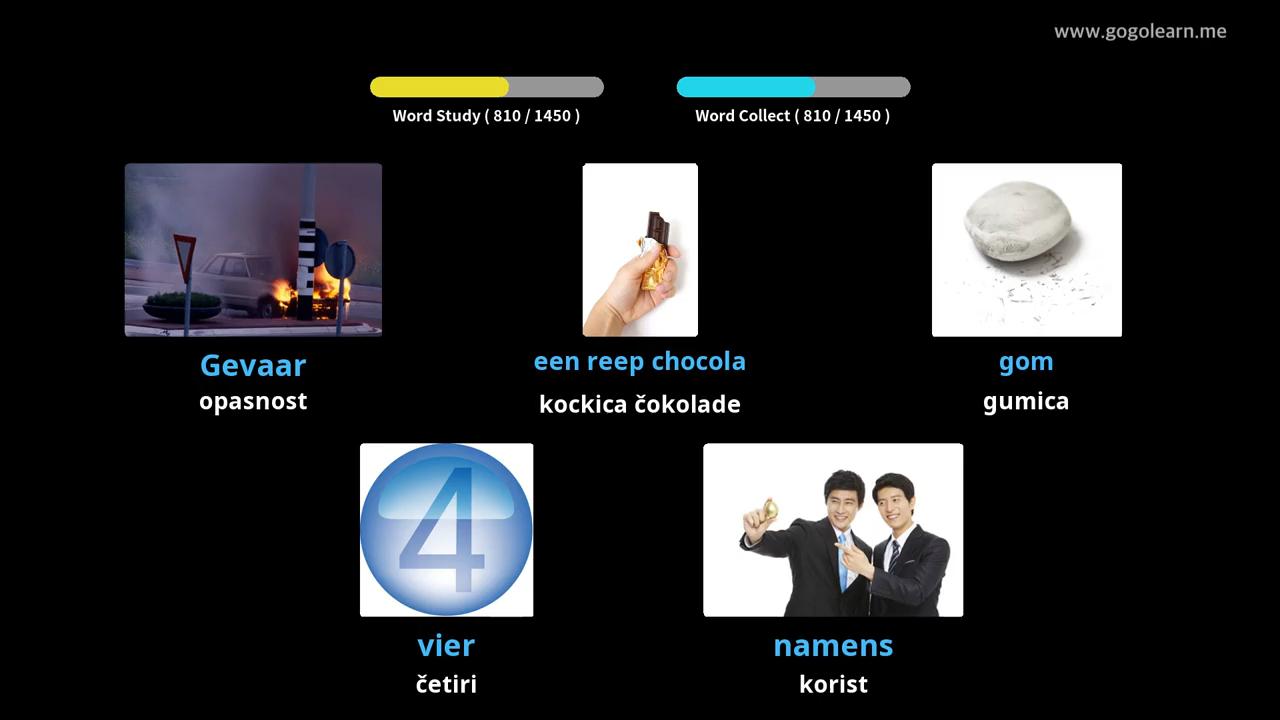 www.gogolearn.me
Word Study ( 810 / 1450 )
Word Collect ( 810 / 1450 )
Gevaar
opasnost
een reep chocola
kockica čokolade
gom
gumica
4
vier
četiri
namens
korist